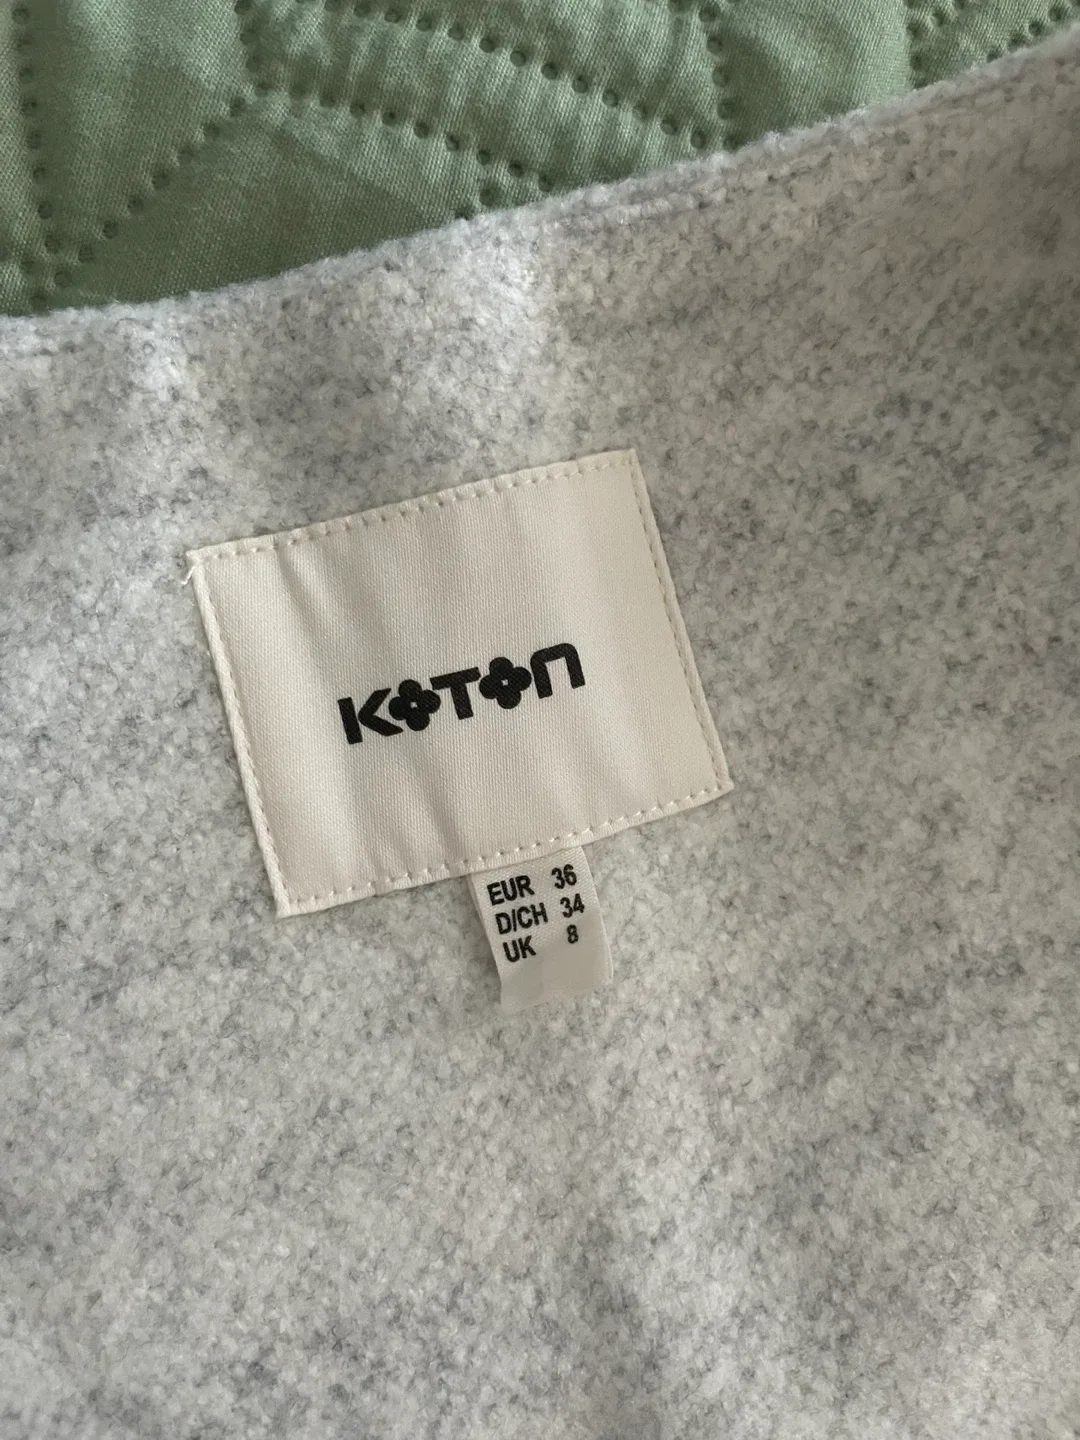 KOTON
EUR 36
D/CH 34
UK 8